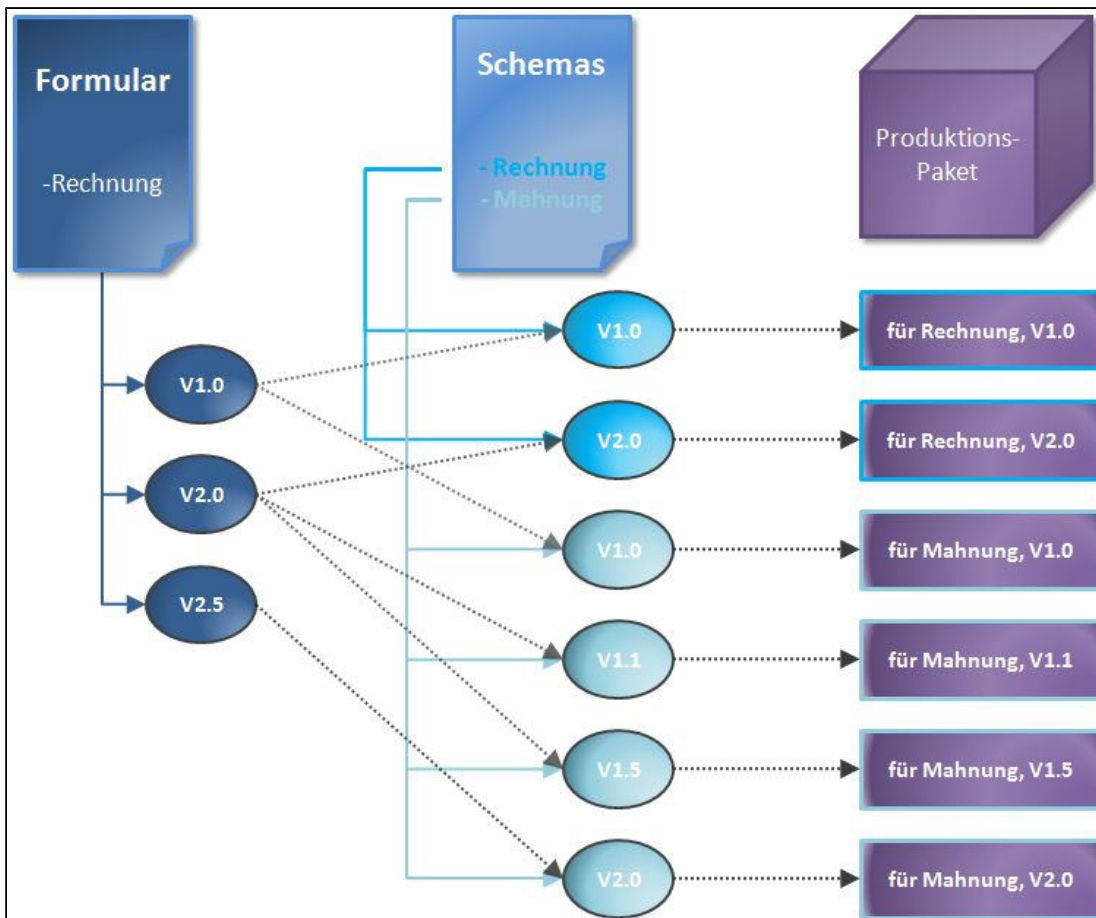 Formular
-Rechnung
Schemas
- Rechnung
- Mahnung
Produktions-
Paket
V1.0
V2.0
V2.5
V1.0
V2.0
V1.0
V1.1
V1.5
V2.0
für Rechnung, V1.0
für Rechnung, V2.0
für Mahnung, V1.0
für Mahnung, V1.1
für Mahnung, V1.5
für Mahnung, V2.0